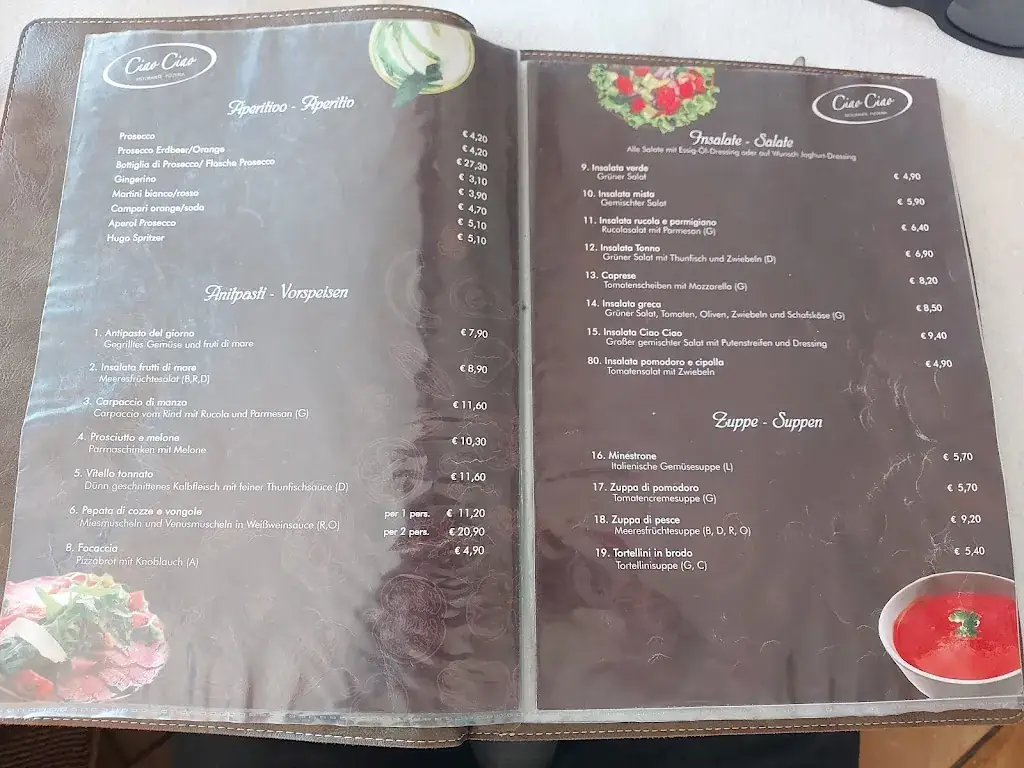 Ciao Ciao
RISTORANTE PIZZERIA
Aperitivo - Aperitio
Prosecco € 4,20
Prosecco Erdbeer/Orange € 4,20
Bottiglia di Prosecco/ Flasche Prosecco € 27,30
Gingerino € 3,10
Martini bianco/rosso € 3,90
Campari orange/soda € 4,70
Aperol Prosecco € 5,10
Hugo Spritzer € 5,10
Anitpasti - Vorspeisen
1. Antipasto del giorno € 7,90
Gegrilltes Gemüse und fruti di mare
2. Insalata frutti di mare € 8,90
Meeresfrüchtesalat (B,R,D)
3. Carpaccio di manzo € 11,60
Carpaccio vom Rind mit Rucola und Parmesan (G)
4. Prosciutto e melone € 10,30
Parmaschinken mit Melone
5. Vitello tonnato € 11,60
Dünn geschnittenes Kalbfleisch mit feiner Thunfischsauce (D)
6. Pepata di cozze e vongole per 1 pers. € 11,20
Miesmuscheln und Venusmuscheln in Weißweinsauce (R,O) per 2 pers. € 20,90
8. Focaccia € 4,90
Pizzabrot mit Knoblauch (A)
Ciao Ciao
RISTORANTE PIZZERIA
Insalate - Salate
Alle Salate mit Essig-Öl-Dressing oder auf Wunsch Joghurt-Dressing
9. Insalata verde € 4,90
Grüner Salat
10. Insalata mista € 5,90
Gemischter Salat
11. Insalata rucola e parmigiano € 6,40
Rucolasalat mit Parmesan (G)
12. Insalata Tonno € 6,90
Grüner Salat mit Thunfisch und Zwiebeln (D)
13. Caprese € 8,20
Tomatenscheiben mit Mozzarella (G)
14. Insalata greca € 8,50
Grüner Salat, Tomaten, Oliven, Zwiebeln und Schafskäse (G)
15. Insalata Ciao Ciao € 9,40
Großer gemischter Salat mit Putenstreifen und Dressing
80. Insalata pomodoro e cipolla € 4,90
Tomatensalat mit Zwiebeln
Zuppe - Suppen
16. Minestrone € 5,70
Italienische Gemüsesuppe (L)
17. Zuppa di pomodoro € 5,70
Tomatencremesuppe (G)
18. Zuppa di pesce € 9,20
Meeresfrüchtesuppe (B, D, R, G)
19. Tortellini in brodo € 5,40
Tortellinisuppe (G, C)